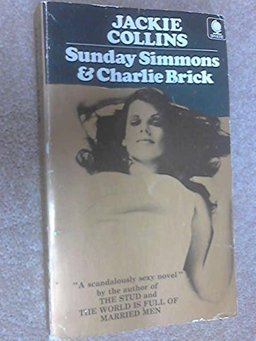 JACKIE
COLLINS
Sunday Simmons
& Charlie Brick
"A scandalously sexy novel"
by the author of
THE STUD and
THE WORLD IS FULL OF
MARRIED MEN